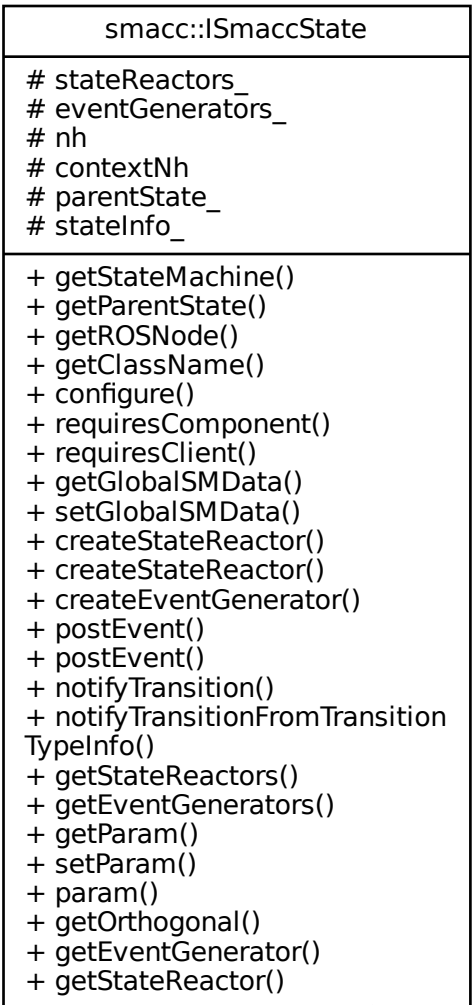 smacc::ISmaccState
# stateReactors_
# eventGenerators_
# nh
# contextNh
# parentState_
# stateInfo_
+ getStateMachine()
+ getParentState()
+ getROSNode()
+ getClassName()
+ configure()
+ requiresComponent()
+ requiresClient()
+ getGlobalSMData()
+ setGlobalSMData()
+ createStateReactor()
+ createStateReactor()
+ createEventGenerator()
+ postEvent()
+ postEvent()
+ notifyTransition()
+ notifyTransitionFromTransition
TypeInfo()
+ getStateReactors()
+ getEventGenerators()
+ getParam()
+ setParam()
+ param()
+ getOrthogonal()
+ getEventGenerator()
+ getStateReactor()